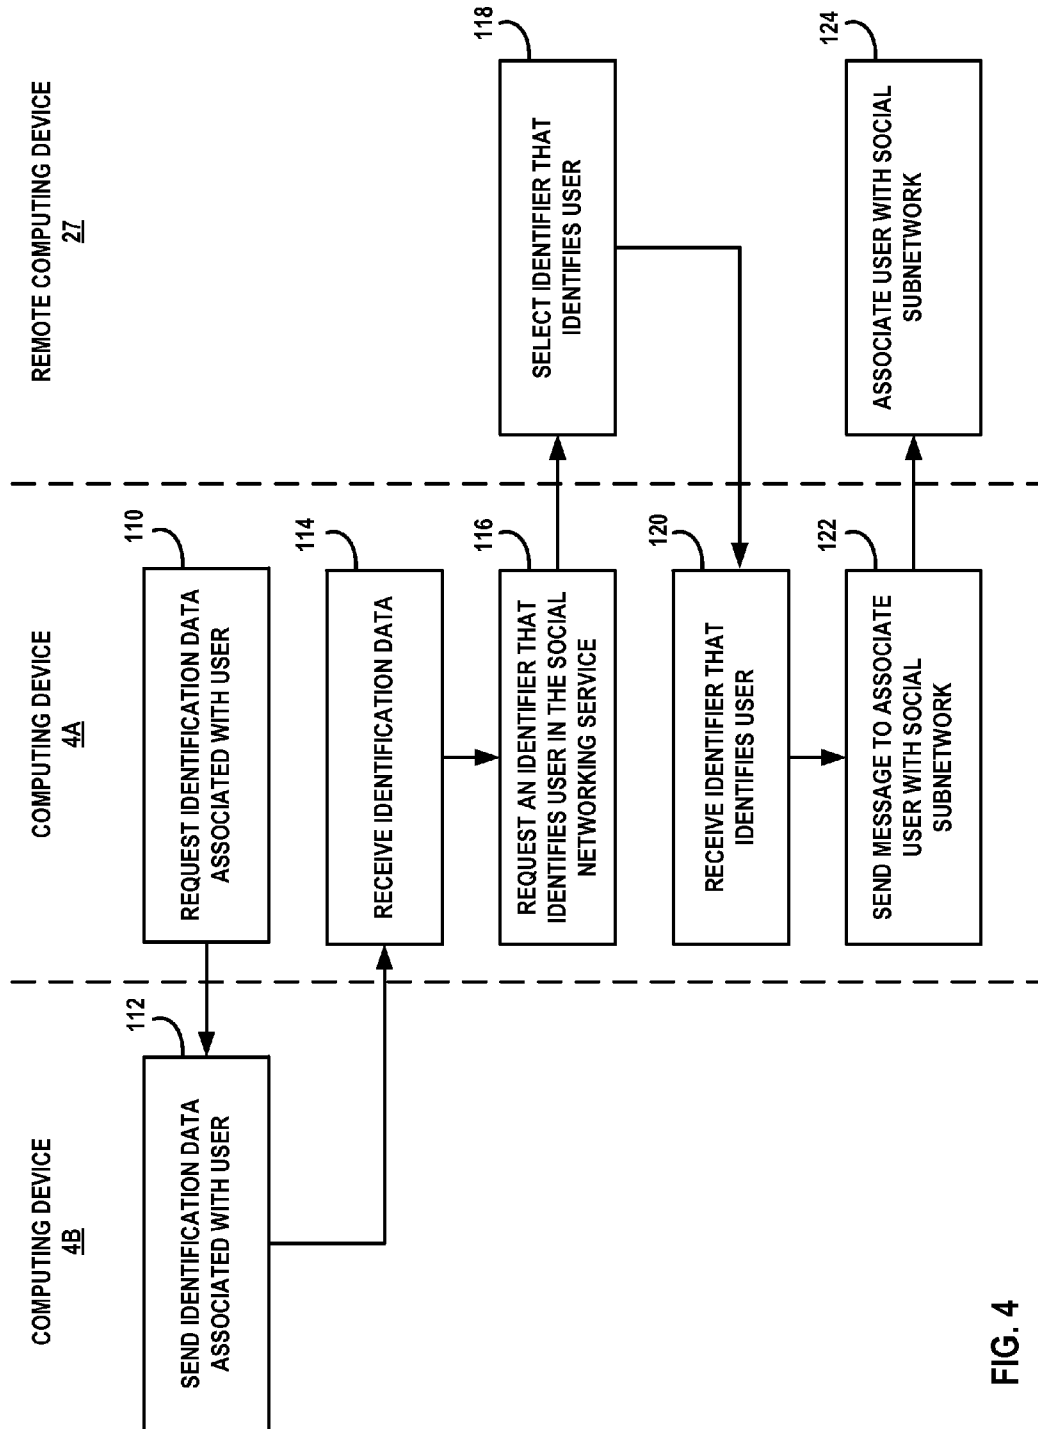 COMPUTING DEVICE
4B
COMPUTING DEVICE
4A
REMOTE COMPUTING DEVICE
27
110
REQUEST IDENTIFICATION DATA
ASSOCIATED WITH USER
112
SEND IDENTIFICATION DATA
ASSOCIATED WITH USER
114
RECEIVE IDENTIFICATION DATA
116
REQUEST AN IDENTIFIER THAT
IDENTIFIES USER IN THE SOCIAL
NETWORKING SERVICE
118
SELECT IDENTIFIER THAT
IDENTIFIES USER
120
RECEIVE IDENTIFIER THAT
IDENTIFIES USER
122
SEND MESSAGE TO ASSOCIATE
USER WITH SOCIAL
SUBNETWORK
124
ASSOCIATE USER WITH SOCIAL
SUBNETWORK
FIG. 4